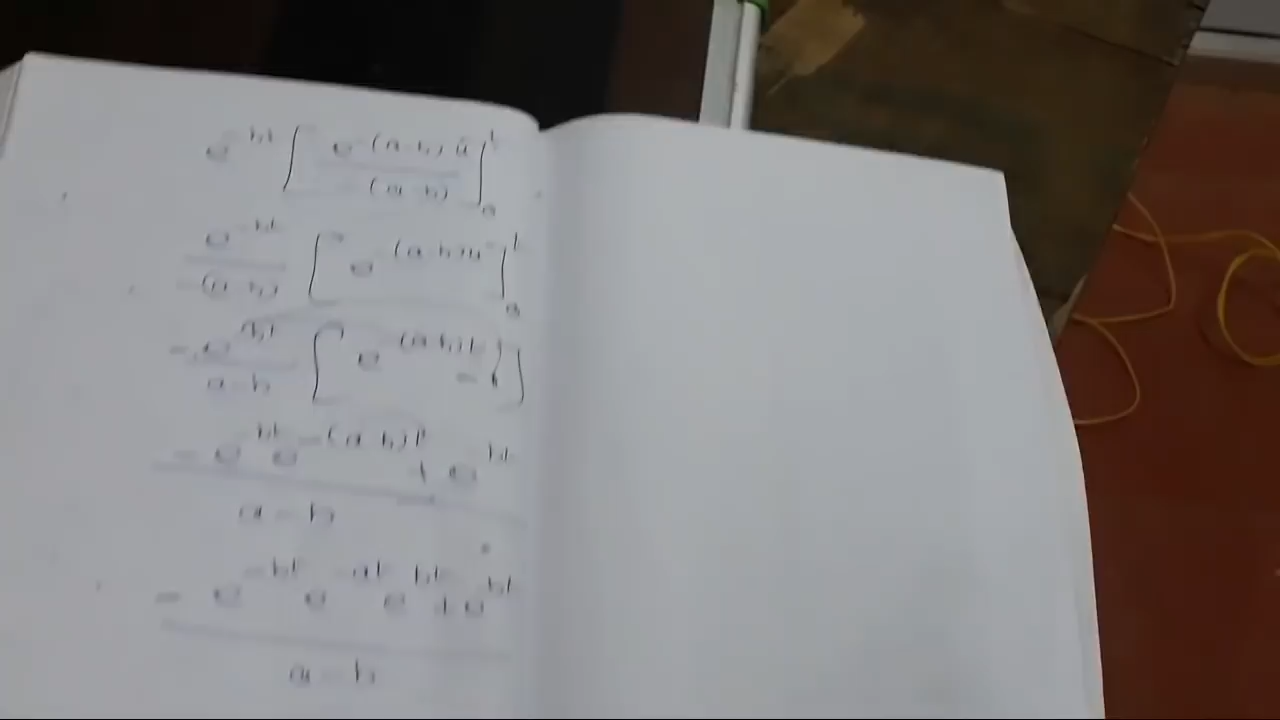 e^{-bt} [ e^{-(a-b)u} / -(a-b) ]_0^t
e^{-bt} / -(a-b) [ e^{-(a-b)u} ]_0^t
-e^{-bt} / a-b [ e^{-(a-b)t} - 1 ]
- e^{-bt} e^{-(a-b)t} + e^{-bt} / a-b
- e^{-bt} e^{-at} e^{bt} + e^{-bt} / a-b